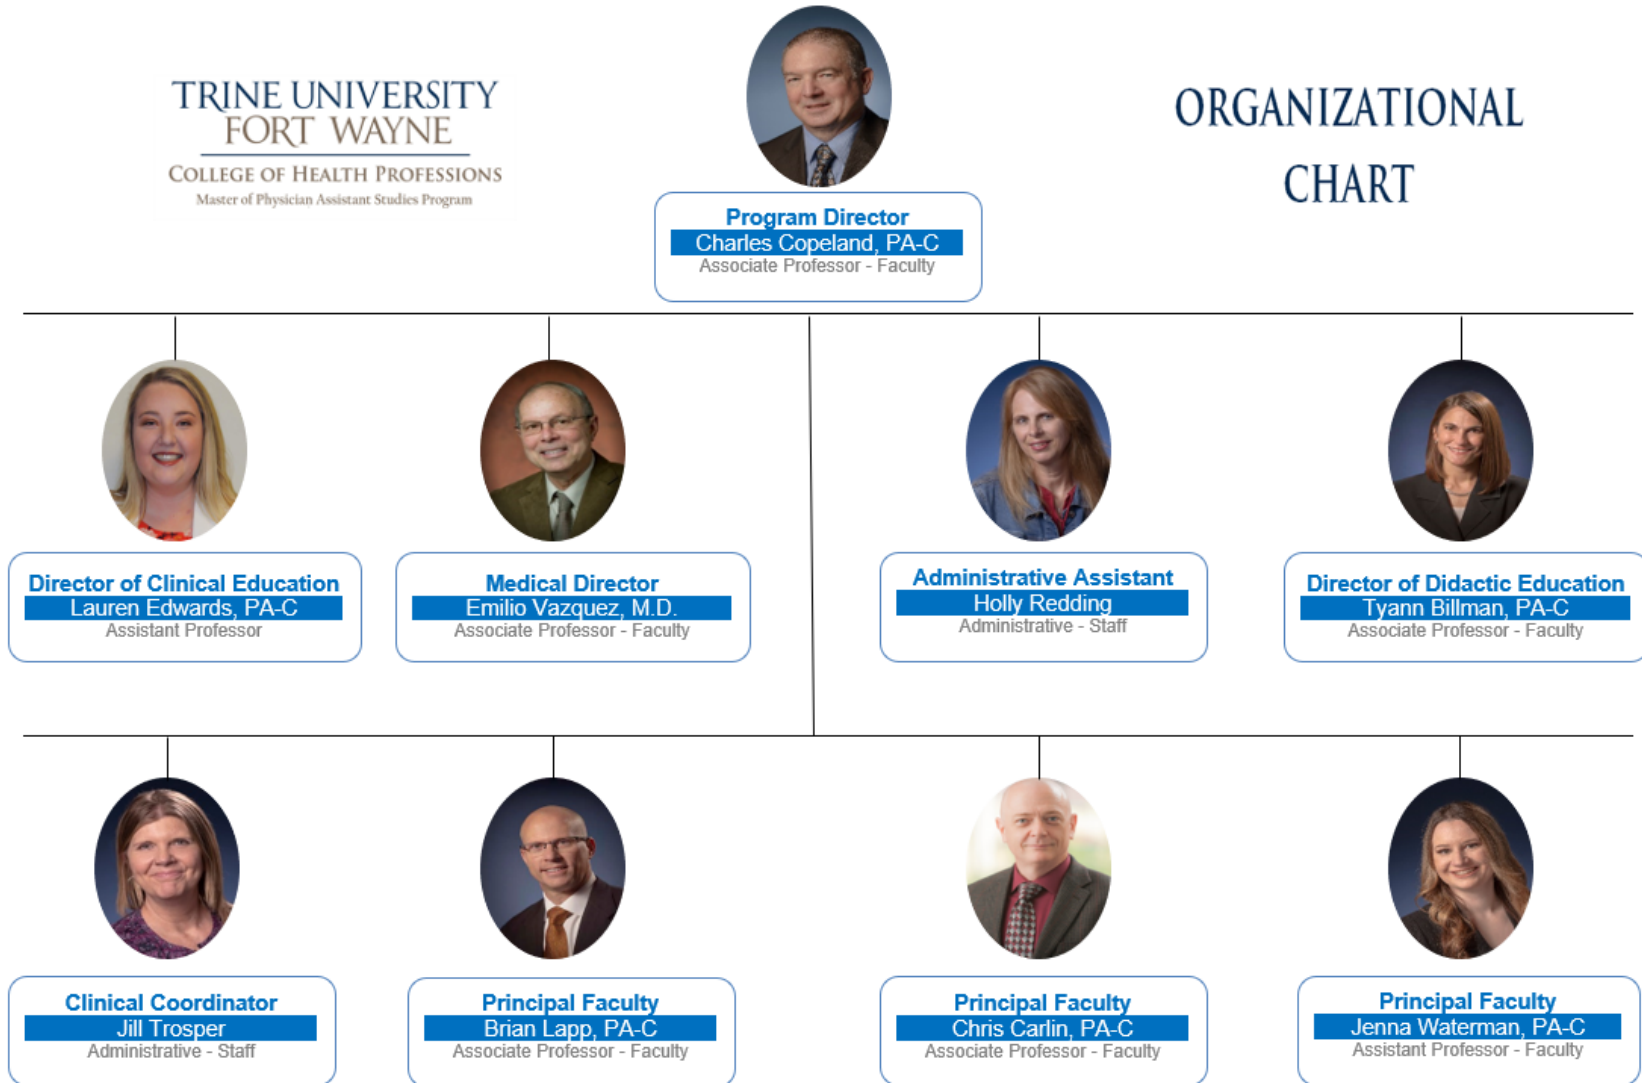 TRINE UNIVERSITY
FORT WAYNE
COLLEGE OF HEALTH PROFESSIONS
Master of Physician Assistant Studies Program
ORGANIZATIONAL
CHART
Program Director
Charles Copeland, PA-C
Associate Professor - Faculty
Director of Clinical Education
Lauren Edwards, PA-C
Assistant Professor
Medical Director
Emilio Vazquez, M.D.
Associate Professor - Faculty
Administrative Assistant
Holly Redding
Administrative - Staff
Director of Didactic Education
Tyann Billman, PA-C
Associate Professor - Faculty
Clinical Coordinator
Jill Trosper
Administrative - Staff
Principal Faculty
Brian Lapp, PA-C
Associate Professor - Faculty
Principal Faculty
Chris Carlin, PA-C
Associate Professor - Faculty
Principal Faculty
Jenna Waterman, PA-C
Assistant Professor - Faculty